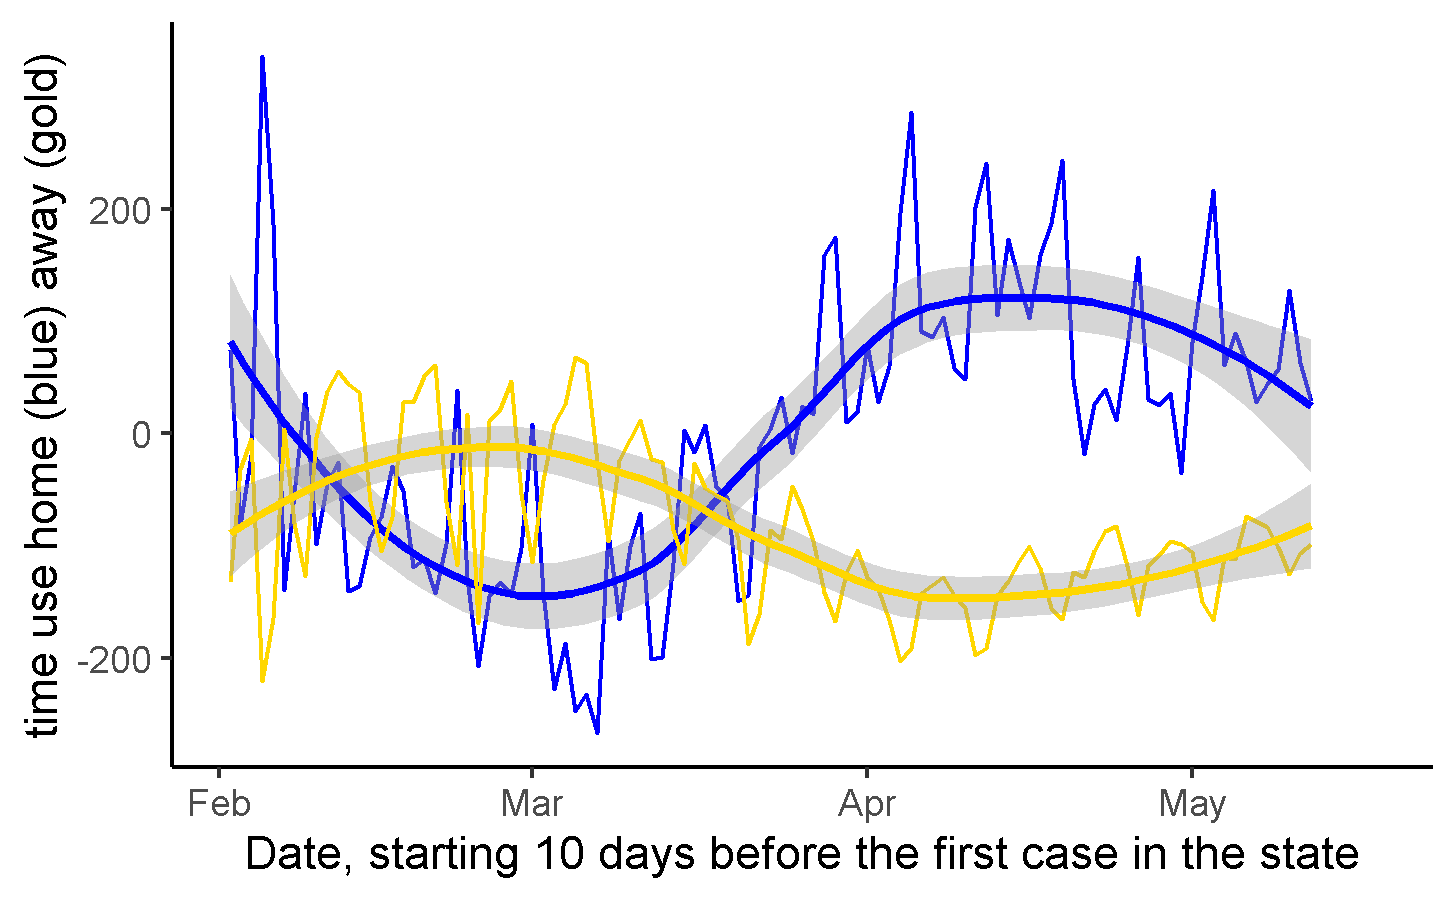 time use home (blue) away (gold)
200
0
-200
Feb
Mar
Apr
May
Date, starting 10 days before the first case in the state